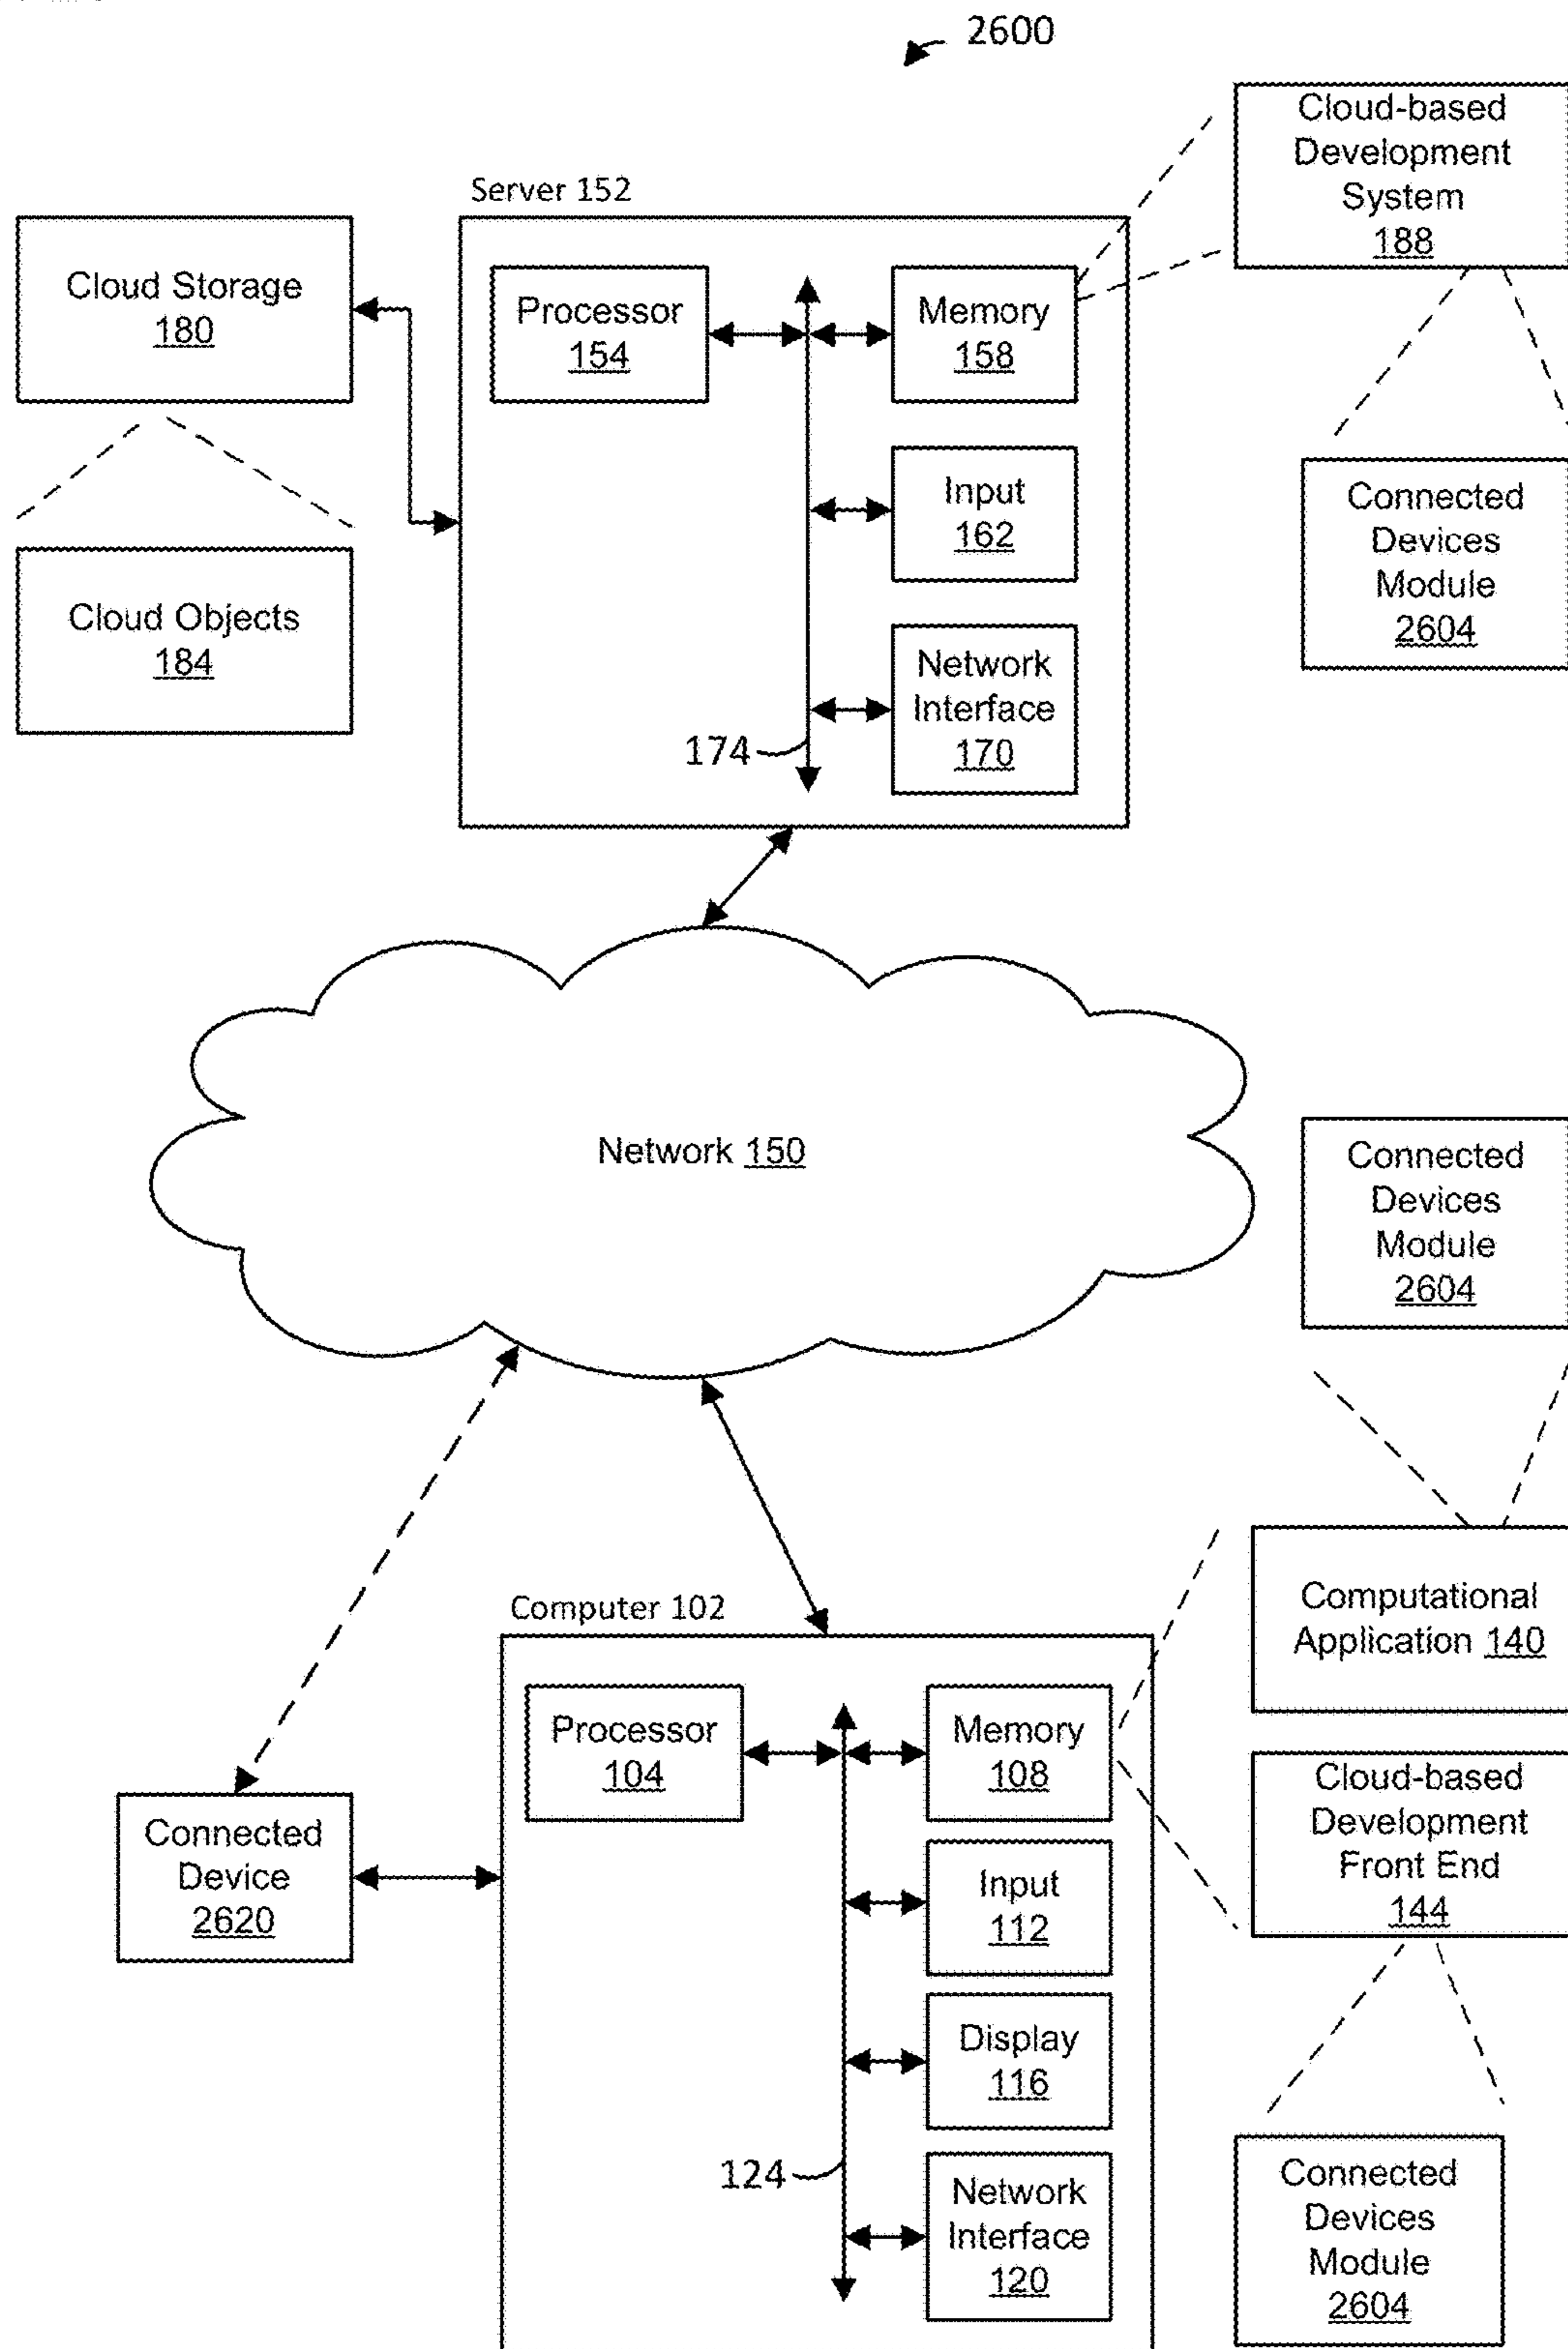 2600
Cloud-based
Development
System
188
Server 152
Cloud Storage
180
Processor
154
Memory
158
Input
162
Connected
Devices
Module
2604
Cloud Objects
184
Network
Interface
170
174
Network 150
Connected
Devices
Module
2604
Computer 102
Computational
Application 140
Processor
104
Memory
108
Cloud-based
Development
Front End
144
Connected
Device
2620
Input
112
Display
116
124
Network
Interface
120
Connected
Devices
Module
2604